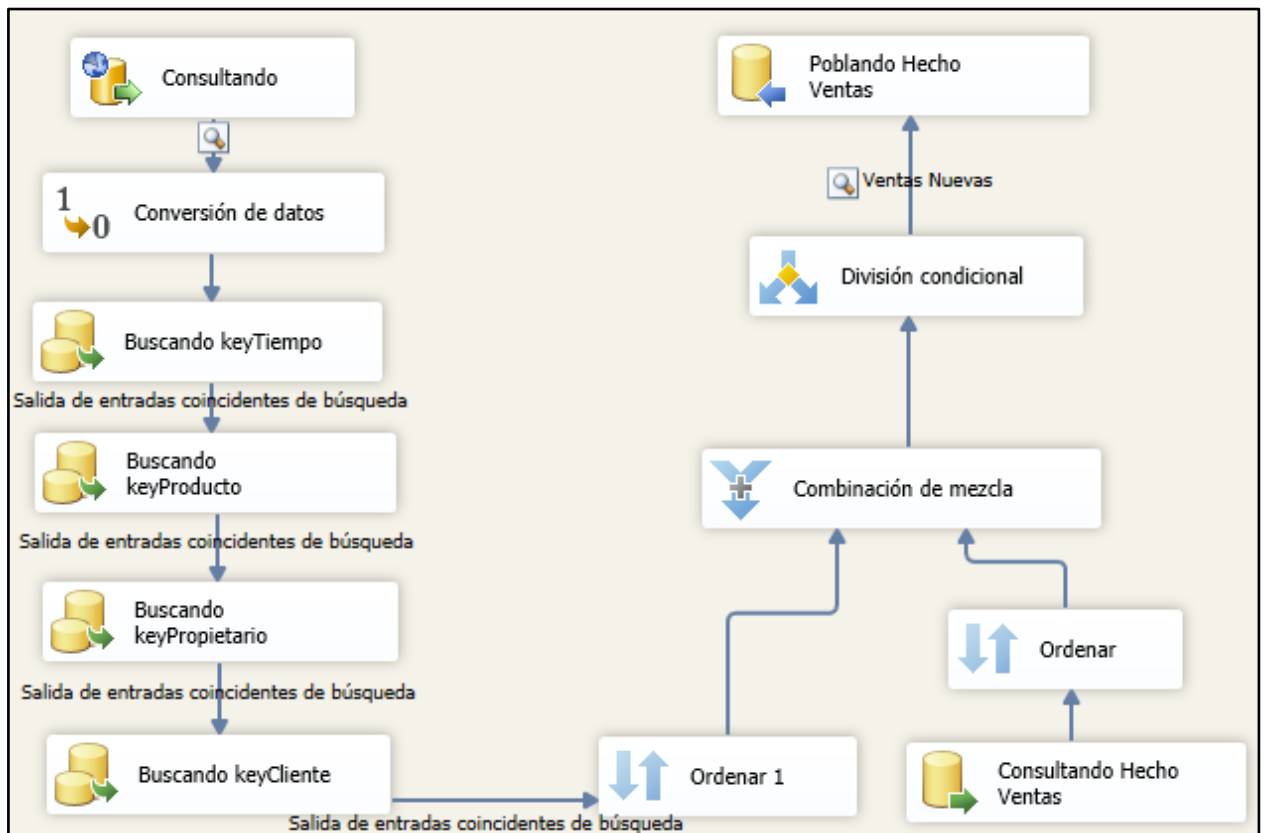 Consultando
1
0
Conversión de datos
Buscando keyTiempo
Salida de entradas coincidentes de búsqueda
Buscando
keyProducto
Salida de entradas coincidentes de búsqueda
Buscando
keyPropietario
Salida de entradas coincidentes de búsqueda
Buscando keyCliente
Salida de entradas coincidentes de búsqueda
Ordenar 1
Poblando Hecho
Ventas
Ventas Nuevas
División condicional
Combinación de mezcla
Ordenar
Consultando Hecho
Ventas